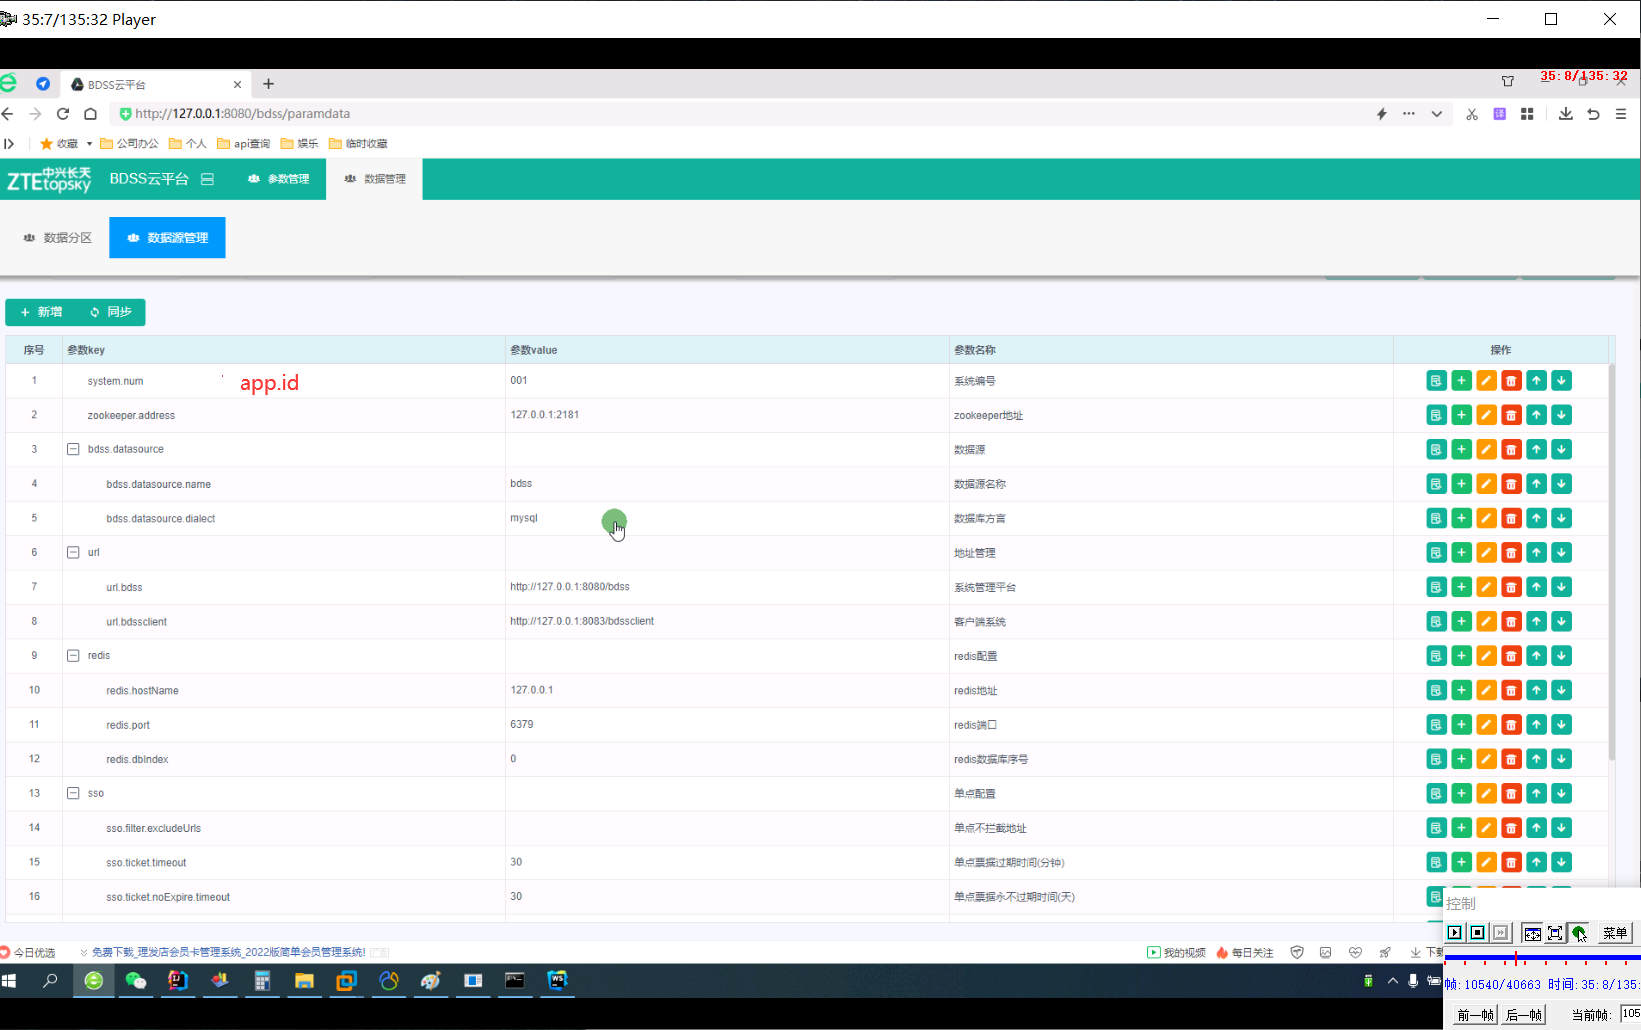 35:7/135:32 Player
BDSS云平台
35:8/135:32
http://127.0.0.1:8080/bdss/paramdata
译
收藏 公司办公 个人 api查询 娱乐 临时收藏
ZTE中兴长天topsky BDSS云平台 参数管理 数据管理
数据分区 数据源管理
新增 同步
序号 参数key 参数value 参数名称 操作
1 system.num app.id 001 系统编号
2 zookeeper.address 127.0.0.1:2181 zookeeper地址
3 bdss.datasource 数据源
4 bdss.datasource.name bdss 数据源名称
5 bdss.datasource.dialect mysql 数据库方言
6 url 地址管理
7 url.bdss http://127.0.0.1:8080/bdss 系统管理平台
8 url.bdssclient http://127.0.0.1:8083/bdssclient 客户端系统
9 redis redis配置
10 redis.hostName 127.0.0.1 redis地址
11 redis.port 6379 redis端口
12 redis.dbIndex 0 redis数据库序号
13 sso 单点配置
14 sso.filter.excludeUrls 单点不拦截地址
15 sso.ticket.timeout 30 单点票据过期时间(分钟)
16 sso.ticket.noExpire.timeout 30 单点票据永不过期时间(天)
控制
菜单
今日优选 免费下载_理发店会员卡管理系统_2022版简单会员管理系统! 广告 我的视频 每日关注 下载
帧:10540/40663 时间:35:8/135:
前一帧 后一帧 当前帧: 105